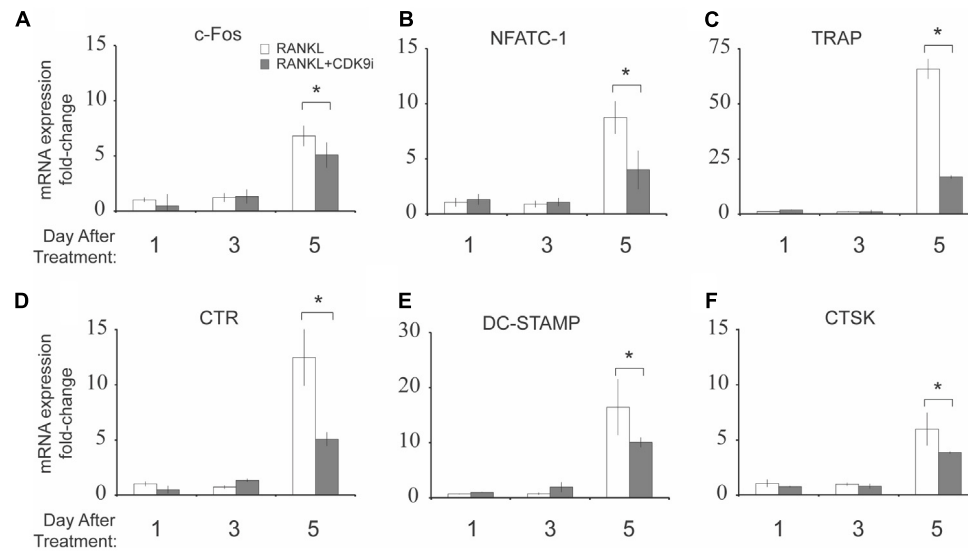 A
c-Fos
15
10
5
0
mRNA expression
fold-change
RANKL
RANKL+CDK9i
*
Day After
Treatment:
1
3
5
B
NFATC-1
15
10
5
0
*
1
3
5
C
TRAP
75
50
25
0
*
1
3
5
D
CTR
15
10
5
0
mRNA expression
fold-change
*
Day After
Treatment:
1
3
5
E
DC-STAMP
30
20
10
0
*
1
3
5
F
CTSK
15
10
5
0
*
1
3
5